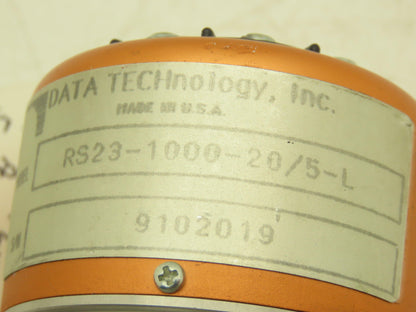 DATA TECHnology, Inc.
MADE IN U.S.A.
RS23-1000-20/5-L
9102019